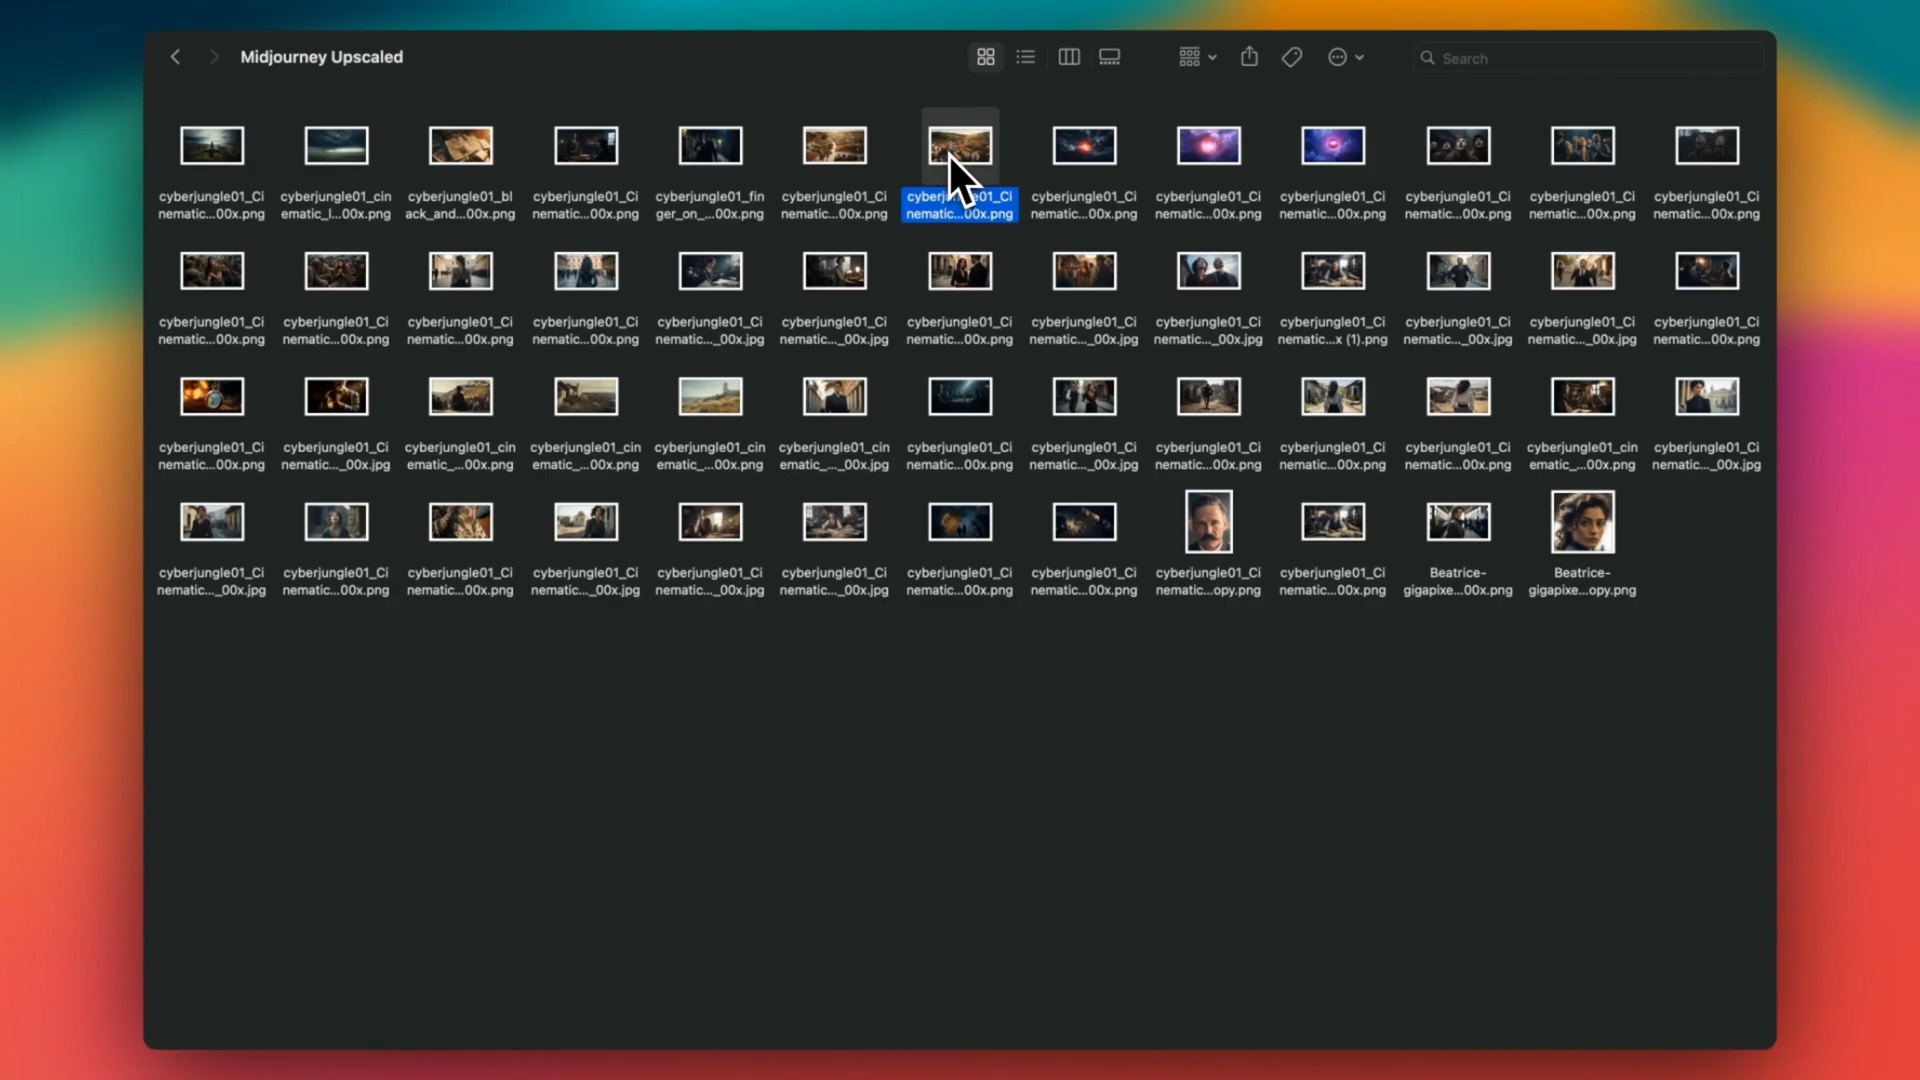 Midjourney Upscaled
Search
cyberjungle01_Ci cyberjungle01_cin cyberjungle01_bl cyberjungle01_Ci cyberjungle01_fin cyberjungle01_Ci cyberjungle01_Ci cyberjungle01_Ci cyberjungle01_Ci cyberjungle01_Ci cyberjungle01_Ci cyberjungle01_Ci cyberjungle01_Ci
nematic...00x.png ematic_l...00x.png ack_and...00x.png nematic...00x.png ger_on_...00x.png nematic...00x.png nematic...00x.png nematic...00x.png nematic...00x.png nematic...00x.png nematic...00x.png nematic...00x.png nematic...00x.png
cyberjungle01_Ci cyberjungle01_Ci cyberjungle01_Ci cyberjungle01_Ci cyberjungle01_Ci cyberjungle01_Ci cyberjungle01_Ci cyberjungle01_Ci cyberjungle01_Ci cyberjungle01_Ci cyberjungle01_Ci cyberjungle01_Ci cyberjungle01_Ci
nematic...00x.png nematic...00x.png nematic...00x.png nematic...00x.png nematic..._00x.jpg nematic..._00x.jpg nematic...00x.png nematic..._00x.jpg nematic..._00x.jpg nematic...x (1).png nematic..._00x.jpg nematic..._00x.jpg nematic...00x.png
cyberjungle01_Ci cyberjungle01_Ci cyberjungle01_cin cyberjungle01_cin cyberjungle01_cin cyberjungle01_cin cyberjungle01_Ci cyberjungle01_Ci cyberjungle01_Ci cyberjungle01_Ci cyberjungle01_Ci cyberjungle01_cin cyberjungle01_Ci
nematic...00x.png nematic..._00x.jpg ematic_...00x.png ematic_...00x.png ematic_...00x.png ematic_..._00x.jpg nematic...00x.png nematic..._00x.jpg nematic...00x.png nematic...00x.png nematic...00x.png ematic_...00x.png nematic..._00x.jpg
cyberjungle01_Ci cyberjungle01_Ci cyberjungle01_Ci cyberjungle01_Ci cyberjungle01_Ci cyberjungle01_Ci cyberjungle01_Ci cyberjungle01_Ci cyberjungle01_Ci cyberjungle01_Ci Beatrice- Beatrice-
nematic..._00x.jpg nematic...00x.png nematic...00x.png nematic..._00x.jpg nematic..._00x.jpg nematic..._00x.jpg nematic...00x.png nematic...00x.png nematic...opy.png nematic...00x.png gigapixe...00x.png gigapixe...opy.png